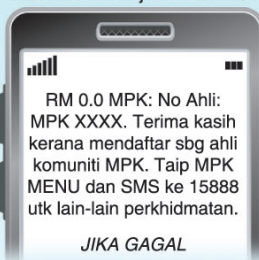 RM 0.0 MPK: No Ahli:
MPK XXXX. Terima kasih
kerana mendaftar sbg ahli
komuniti MPK. Taip MPK
MENU dan SMS ke 15888
utk lain-lain perkhidmatan.
JIKA GAGAL